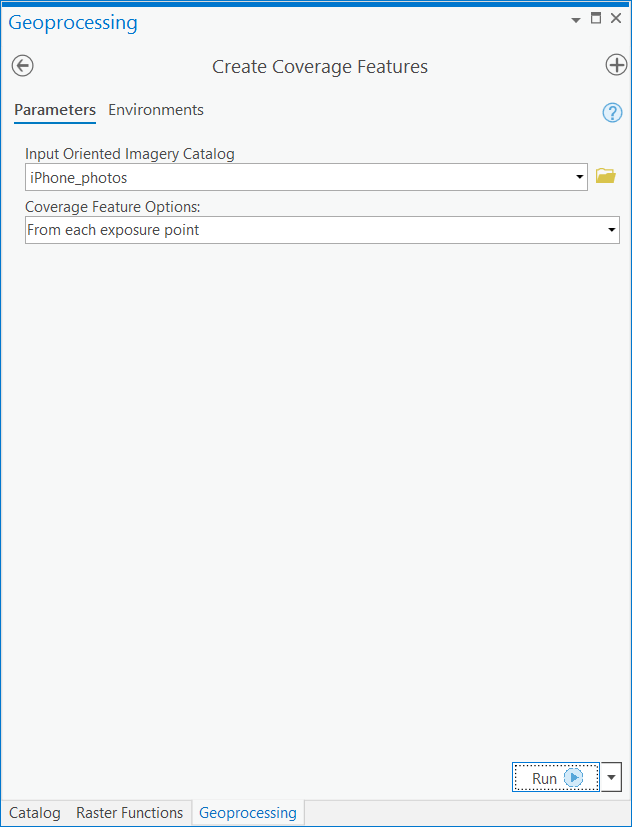 Geoprocessing
Create Coverage Features
Parameters Environments
Input Oriented Imagery Catalog
iPhone_photos
Coverage Feature Options:
From each exposure point
Run
Catalog Raster Functions Geoprocessing